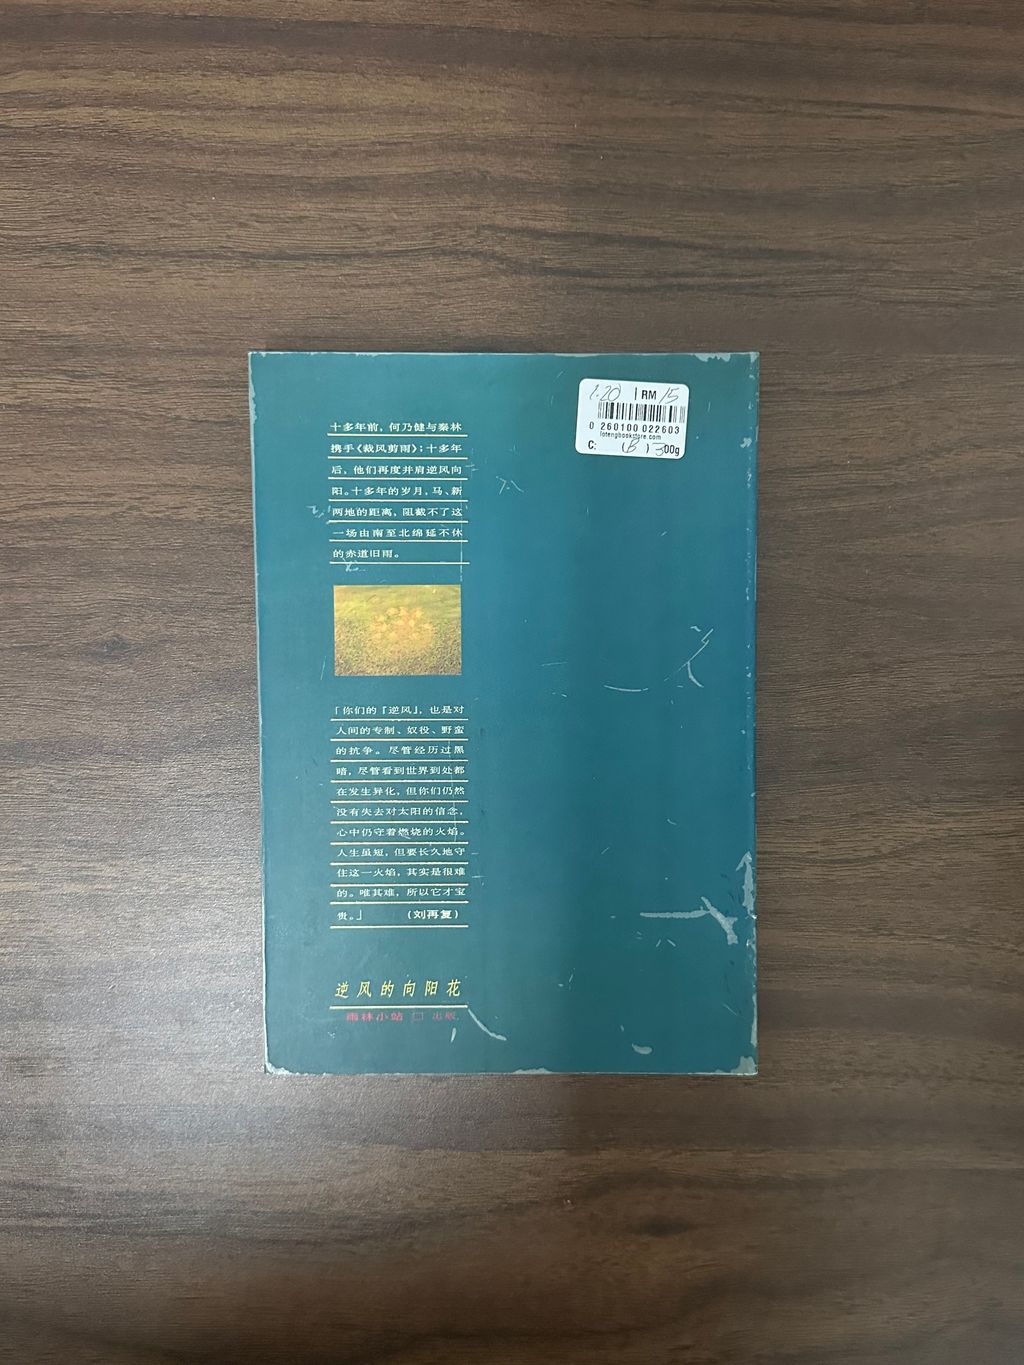 1.20 | RM 15
0 260100 022603
lotengbookstore.com
C: 00g
十多年前，何乃健与秦林
携手《裁风剪雨》；十多年
后，他们再度并肩逆风向
阳。十多年的岁月，马、新
两地的距离，阻截不了这
一场由南至北绵延不休
的赤道旧雨。
「你们的『逆风』，也是对
人间的专制、奴役、野蛮
的抗争。尽管经历过黑
暗，尽管看到世界到处都
在发生异化，但你们仍然
没有失去对太阳的信念，
心中仍守着燃烧的火焰。
人生虽短，但要长久地守
住这一火焰，其实是很难
的。唯其难，所以它才宝
贵。」 （刘再复）
逆风的向阳花
雨林小站 □ 出版